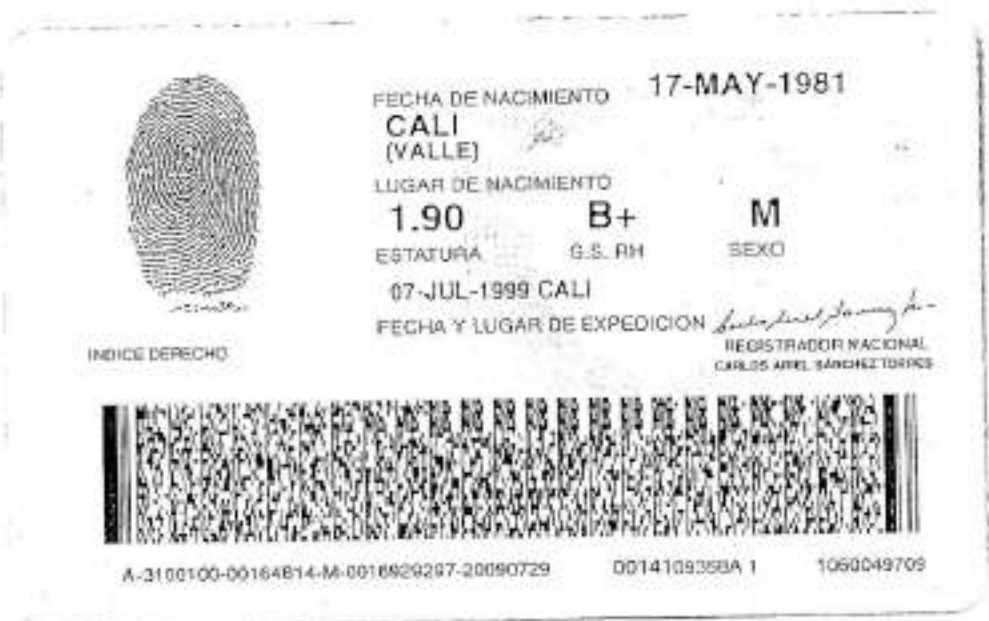 17-MAY-1981
FECHA DE NACIMIENTO
CALI
(VALLE)
LUGAR DE NACIMIENTO
1.90 B+ M
ESTATURA G.S. RH SEXO
07-JUL-1999 CALI
FECHA Y LUGAR DE EXPEDICION
INDICE DERECHO
REGISTRADOR NACIONAL
CARLOS ARIEL SÁNCHEZ TORRES
A-3100100-00164814-M-0016929297-20090729 0014109358A 1 1060049709